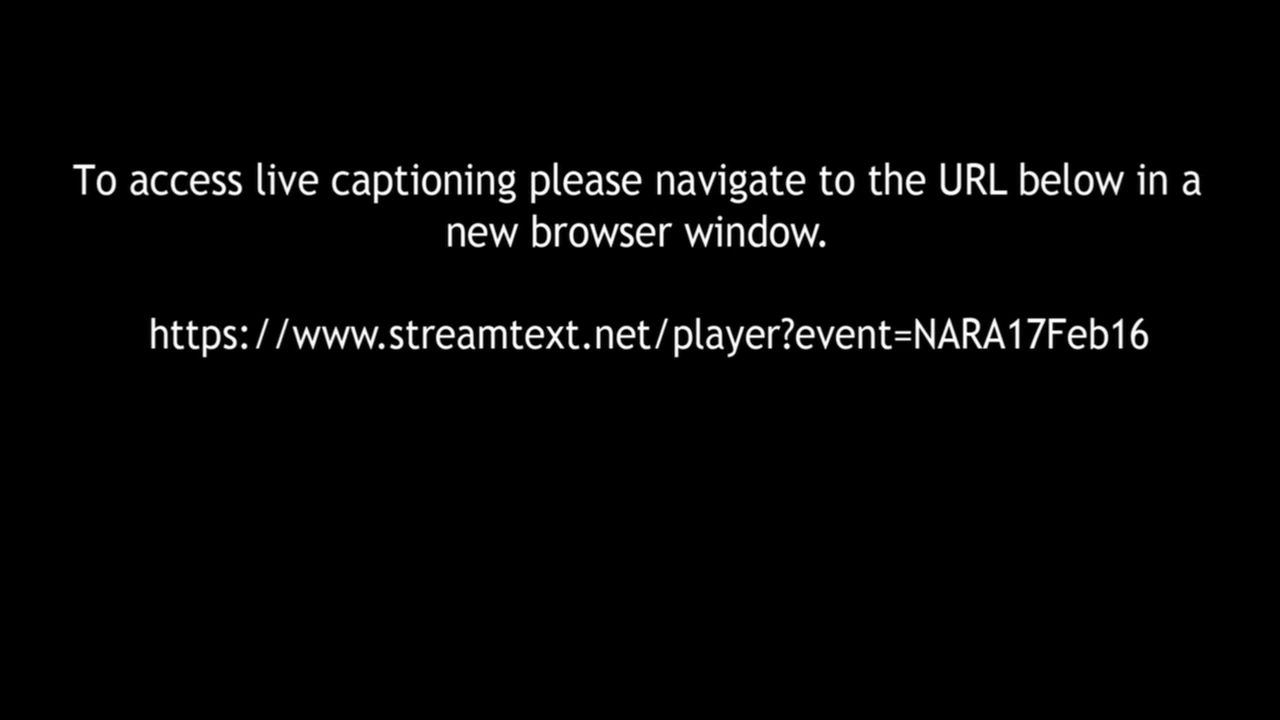 To access live captioning please navigate to the URL below in a
new browser window.
https://www.streamtext.net/player?event=NARA17Feb16